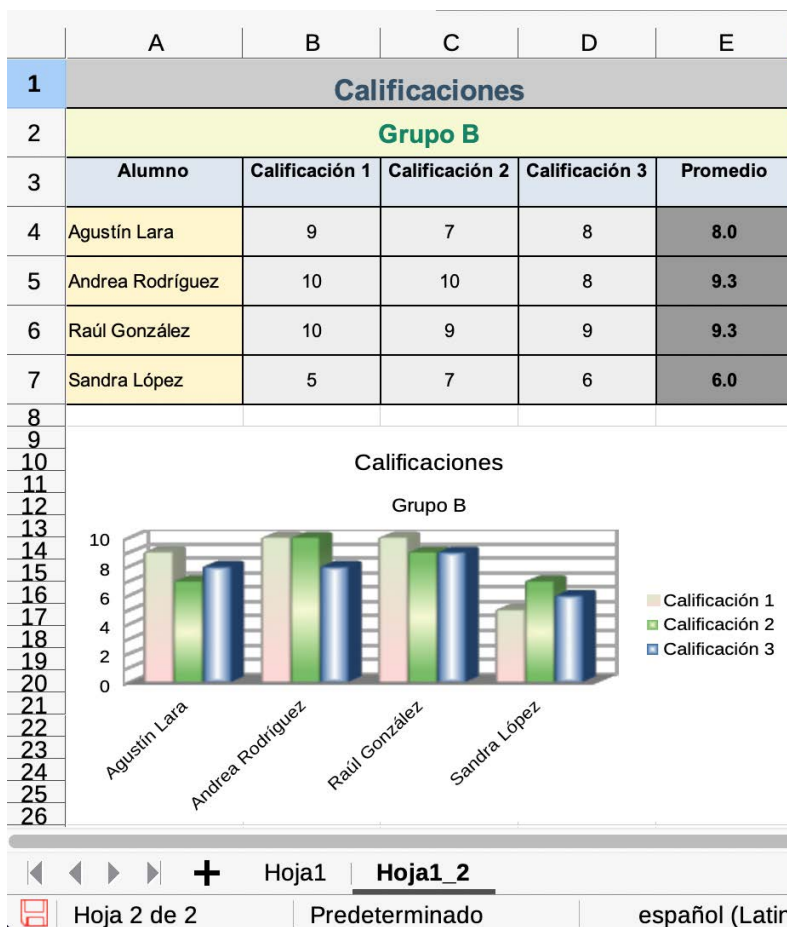 A B C D E
1 Calificaciones
2 Grupo B
3 Alumno Calificación 1 Calificación 2 Calificación 3 Promedio
4 Agustín Lara 9 7 8 8.0
5 Andrea Rodríguez 10 10 8 9.3
6 Raúl González 10 9 9 9.3
7 Sandra López 5 7 6 6.0
8
9
10
11
12
13
14
15
16
17
18
19
20
21
22
23
24
25
26
Calificaciones
Grupo B
10
8
6
4
2
0
Agustín Lara
Andrea Rodríguez
Raúl González
Sandra López
Calificación 1
Calificación 2
Calificación 3
Hoja1 Hoja1_2
Hoja 2 de 2 Predeterminado español (Latin